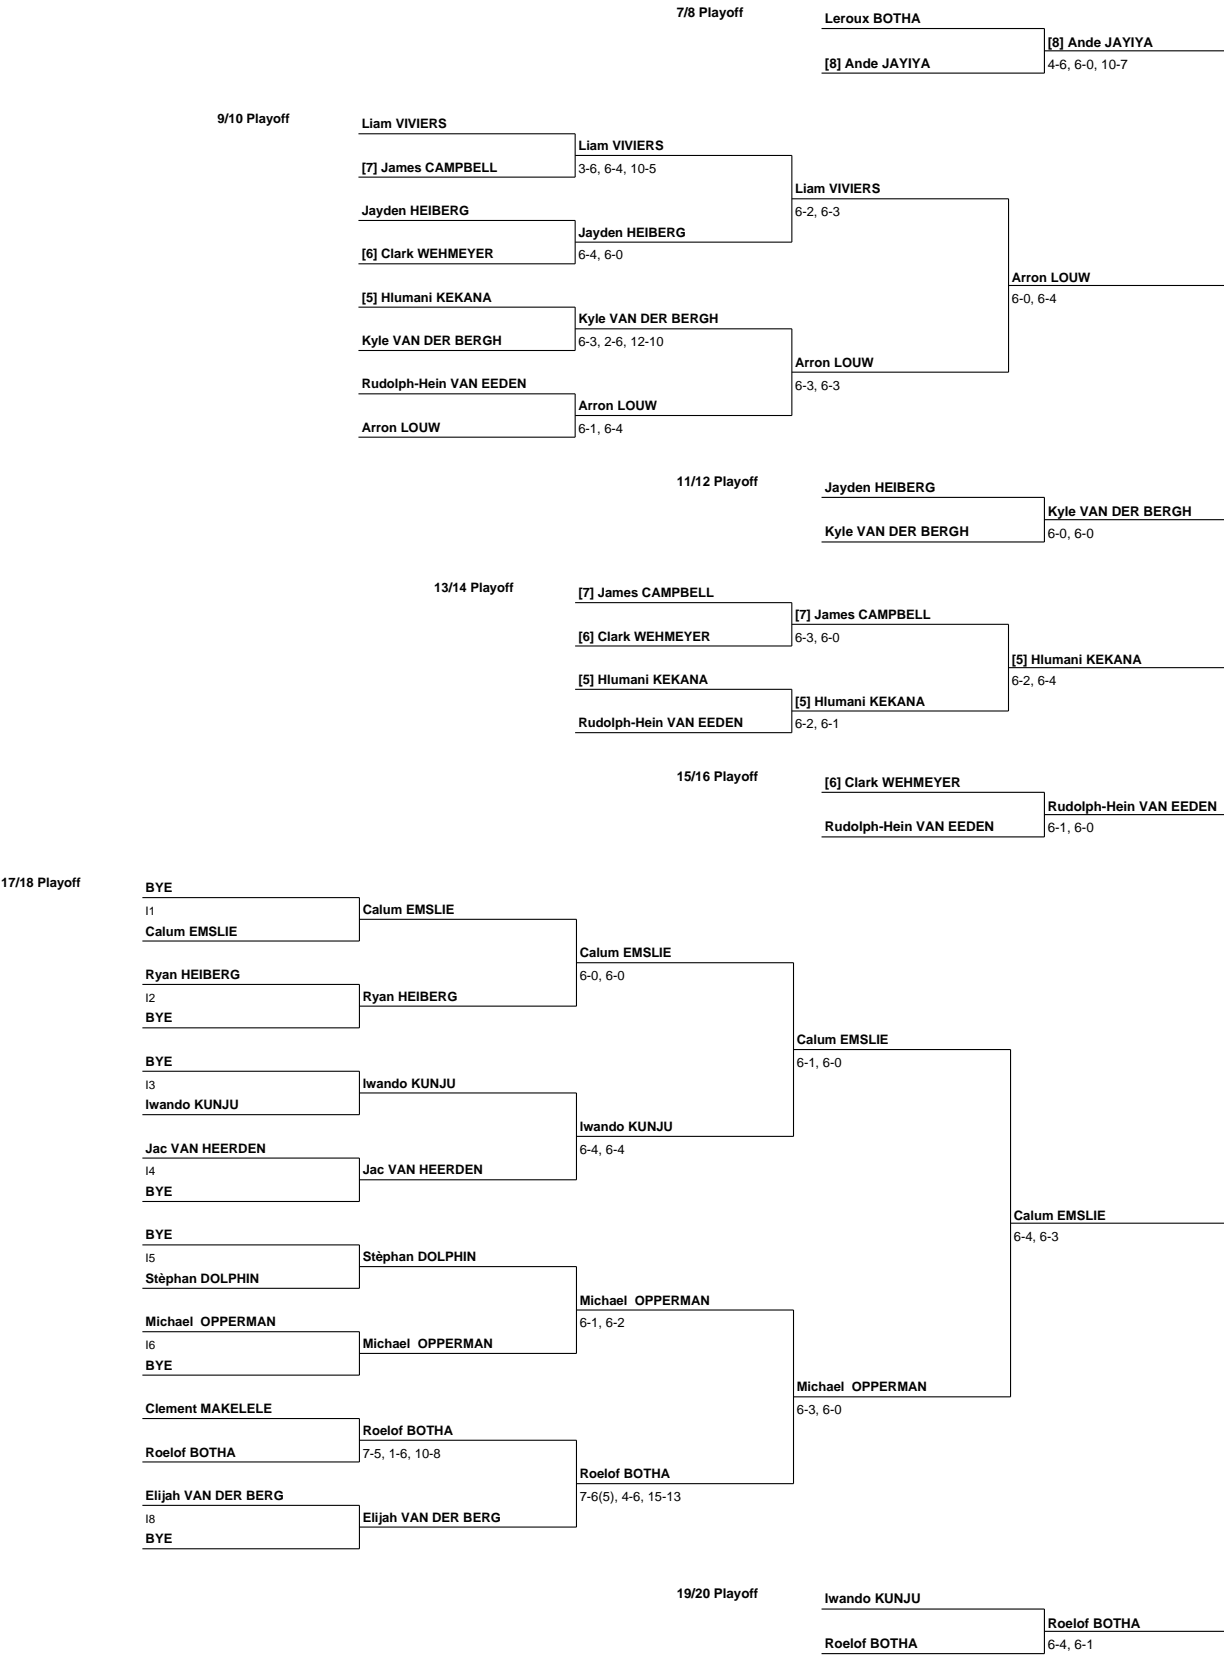 7/8 Playoff
Leroux BOTHA
[8] Ande JAYIYA
[8] Ande JAYIYA
4-6, 6-0, 10-7
9/10 Playoff
Liam VIVIERS
Liam VIVIERS
[7] James CAMPBELL
3-6, 6-4, 10-5
Liam VIVIERS
Jayden HEIBERG
6-2, 6-3
Jayden HEIBERG
[6] Clark WEHMEYER
6-4, 6-0
Arron LOUW
[5] Hlumani KEKANA
6-0, 6-4
Kyle VAN DER BERGH
Kyle VAN DER BERGH
6-3, 2-6, 12-10
Arron LOUW
Rudolph-Hein VAN EEDEN
6-3, 6-3
Arron LOUW
Arron LOUW
6-1, 6-4
11/12 Playoff
Jayden HEIBERG
Kyle VAN DER BERGH
Kyle VAN DER BERGH
6-0, 6-0
13/14 Playoff
[7] James CAMPBELL
[7] James CAMPBELL
[6] Clark WEHMEYER
6-3, 6-0
[5] Hlumani KEKANA
[5] Hlumani KEKANA
6-2, 6-4
[5] Hlumani KEKANA
Rudolph-Hein VAN EEDEN
6-2, 6-1
15/16 Playoff
[6] Clark WEHMEYER
Rudolph-Hein VAN EEDEN
Rudolph-Hein VAN EEDEN
6-1, 6-0
17/18 Playoff
BYE
I1
Calum EMSLIE
Calum EMSLIE
Calum EMSLIE
Ryan HEIBERG
6-0, 6-0
I2
Ryan HEIBERG
BYE
Calum EMSLIE
BYE
6-1, 6-0
I3
Iwando KUNJU
Iwando KUNJU
Iwando KUNJU
Jac VAN HEERDEN
6-4, 6-4
I4
Jac VAN HEERDEN
BYE
Calum EMSLIE
BYE
6-4, 6-3
I5
Stèphan DOLPHIN
Stèphan DOLPHIN
Michael  OPPERMAN
Michael  OPPERMAN
6-1, 6-2
I6
Michael  OPPERMAN
BYE
Michael  OPPERMAN
Clement MAKELELE
6-3, 6-0
Roelof BOTHA
Roelof BOTHA
7-5, 1-6, 10-8
Roelof BOTHA
Elijah VAN DER BERG
7-6(5), 4-6, 15-13
I8
Elijah VAN DER BERG
BYE
19/20 Playoff
Iwando KUNJU
Roelof BOTHA
Roelof BOTHA
6-4, 6-1